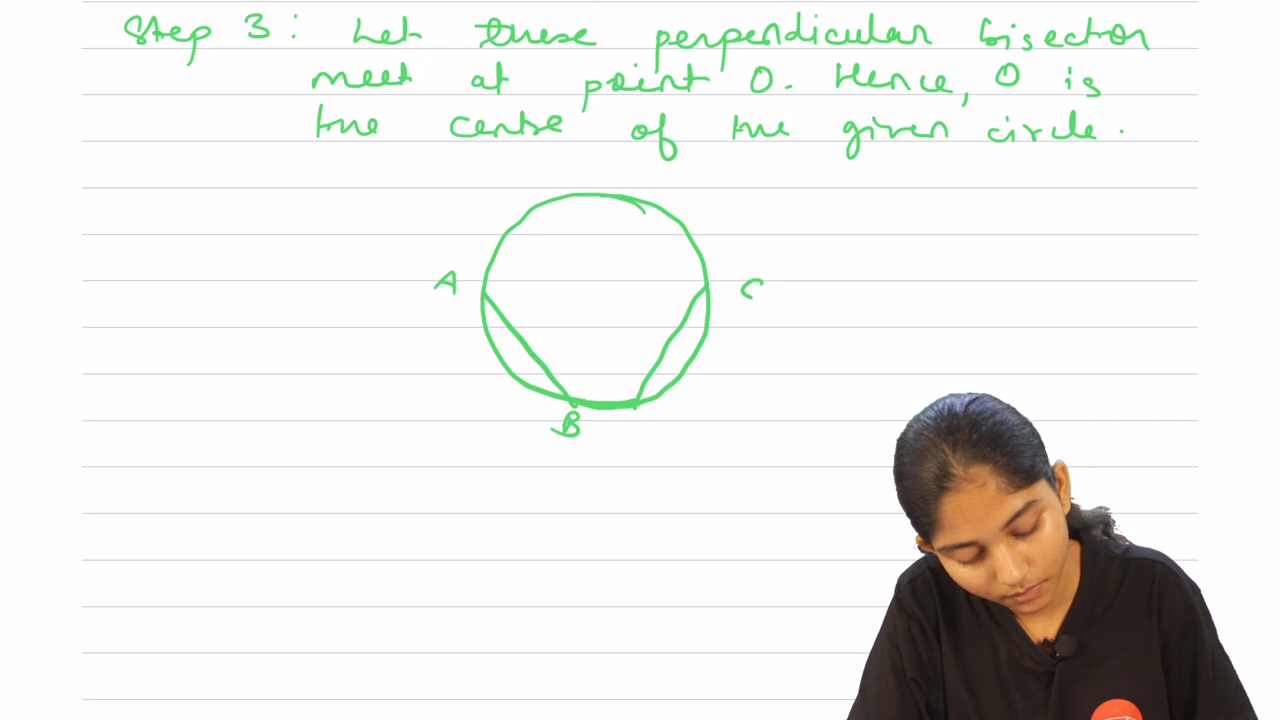 Step 3: Let these perpendicular bisector
meet at point O. Hence, O is
the centre of the given circle.
A
C
B